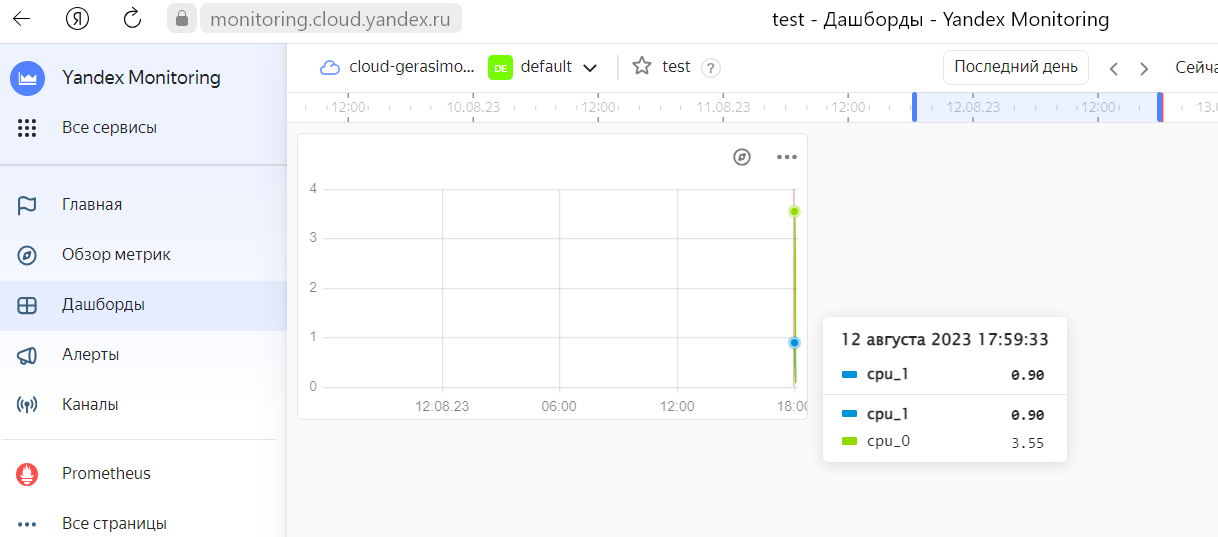 monitoring.cloud.yandex.ru
test - Дашборды - Yandex Monitoring
Yandex Monitoring
Все сервисы
Главная
Обзор метрик
Дашборды
Алерты
Каналы
Prometheus
Все страницы
cloud-gerasimo...
DE
default
test
?
Последний день
Сейча
12:00
10.08.23
12:00
11.08.23
12:00
12.08.23
12:00
13.0
4
3
2
1
0
12.08.23
06:00
12:00
18:00
12 августа 2023 17:59:33
cpu_1 0.90
cpu_1 0.90
cpu_0 3.55